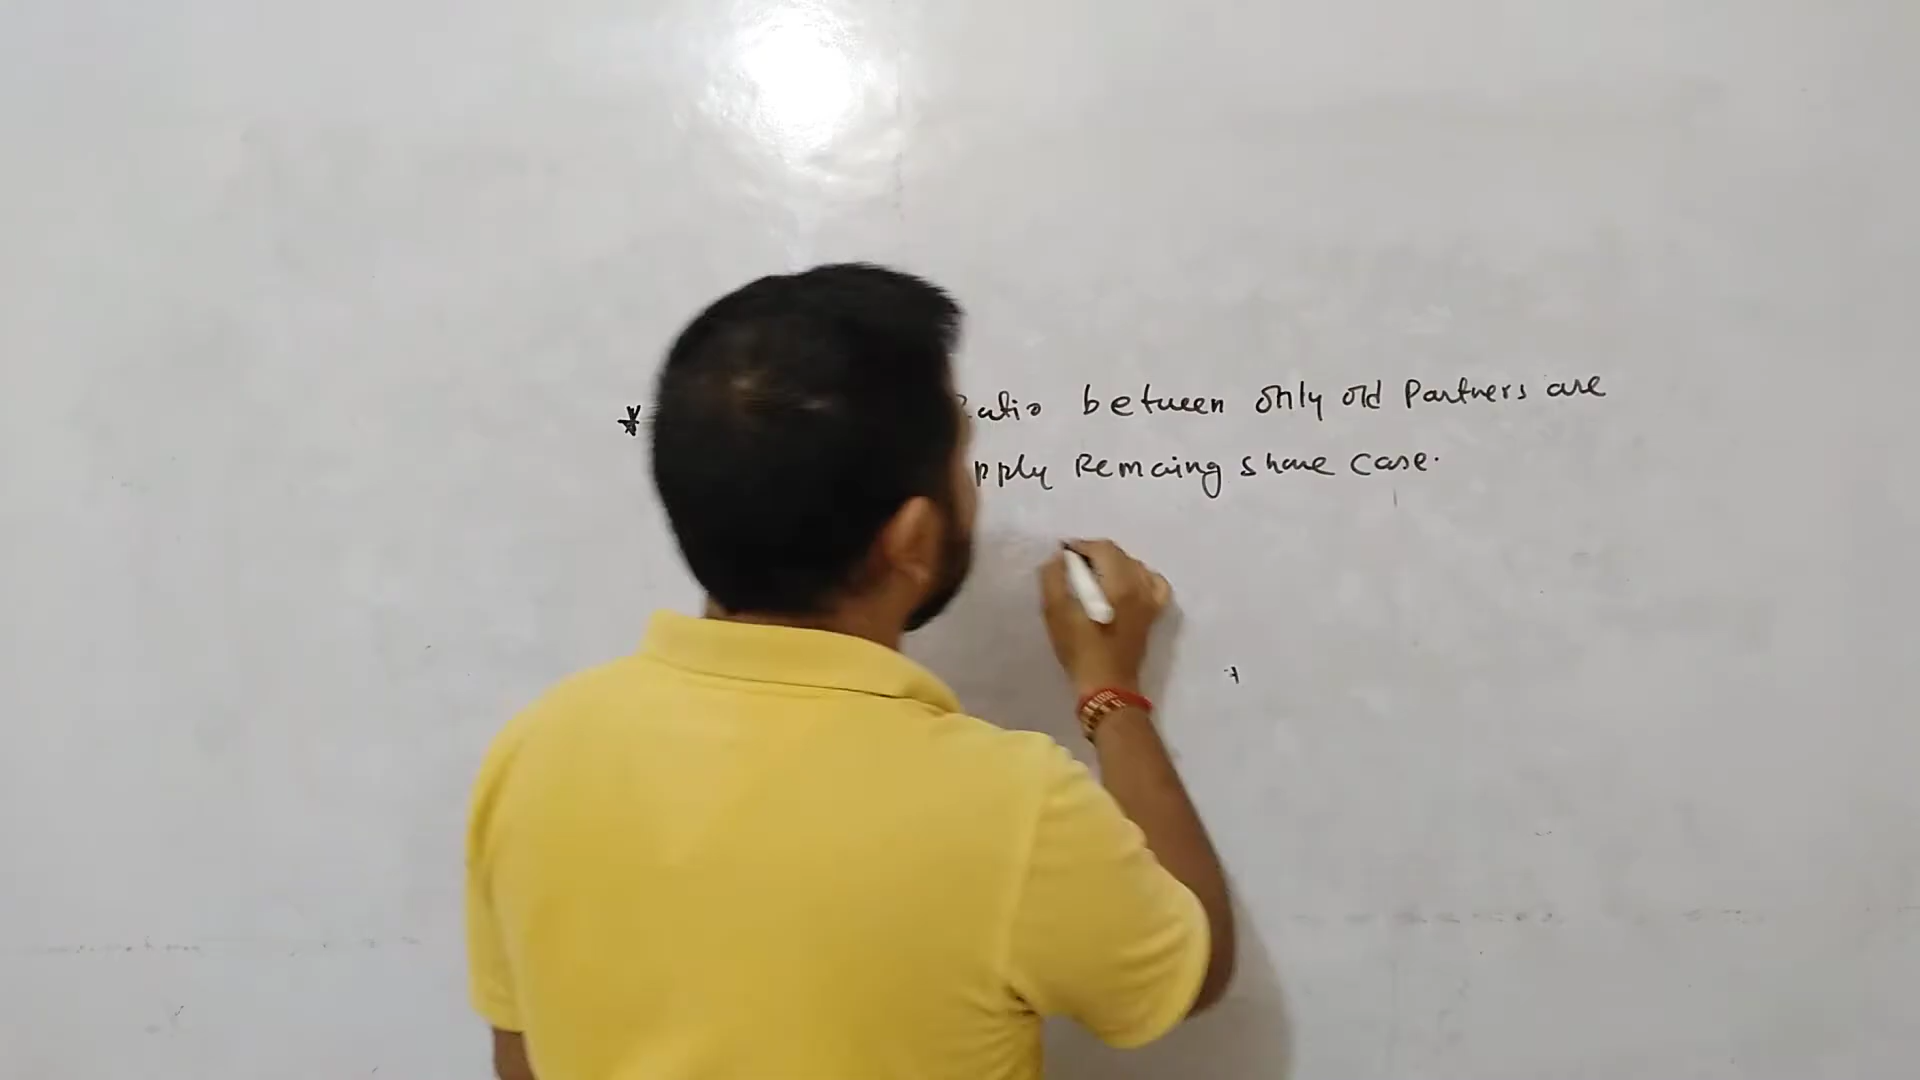 * Ratio between only old Partners are
pply Remaing share case.